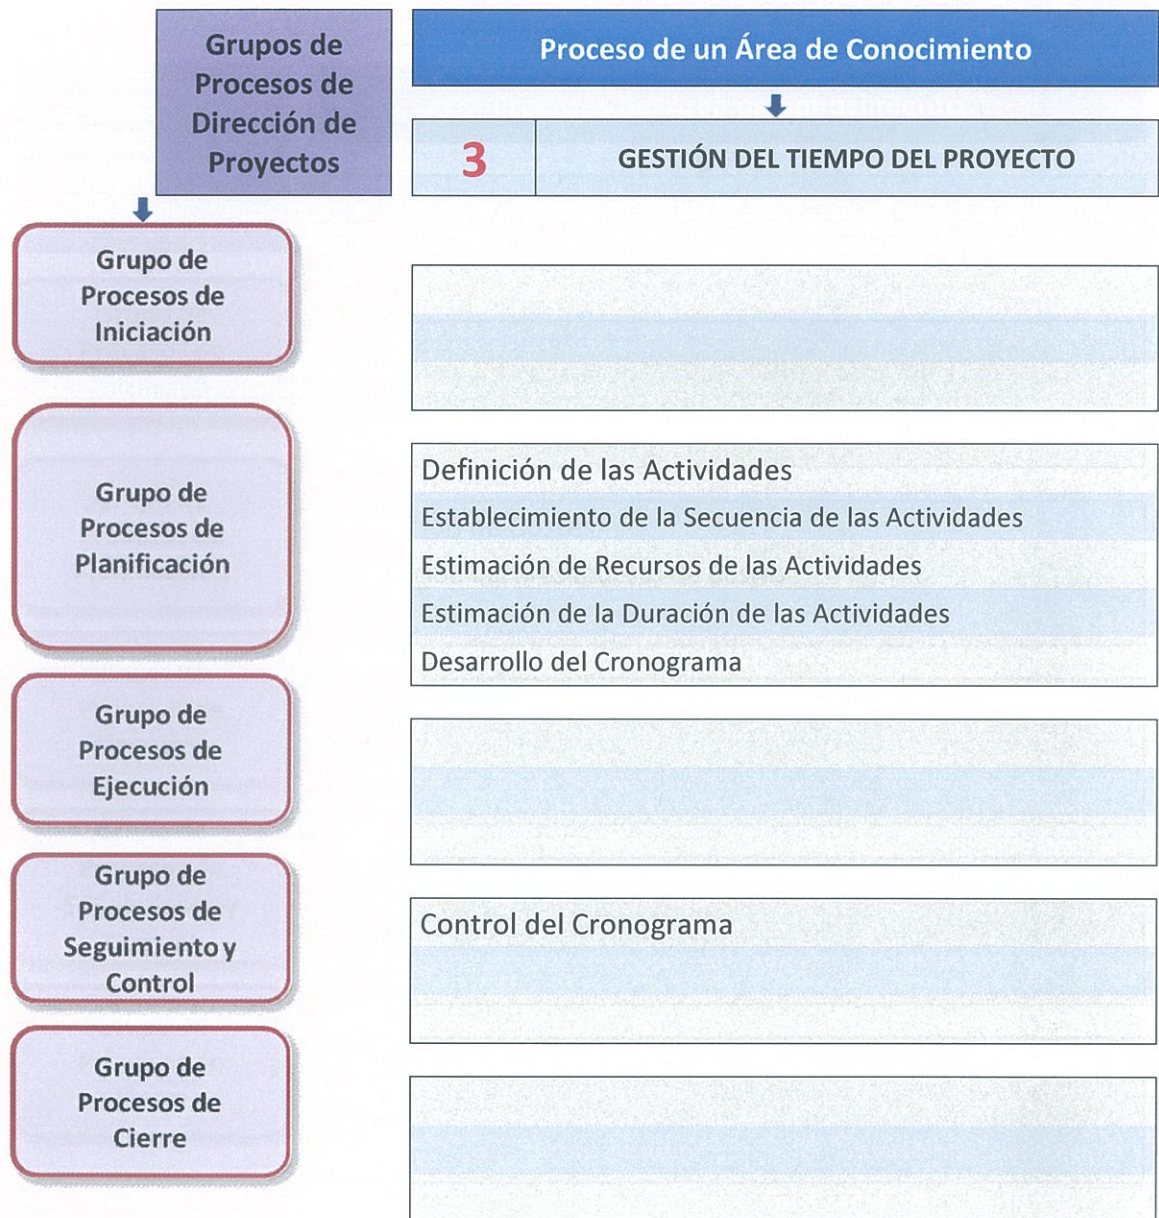 Grupos de
Procesos de
Dirección de
Proyectos
Proceso de un Área de Conocimiento
3
GESTIÓN DEL TIEMPO DEL PROYECTO
Grupo de
Procesos de
Iniciación
Grupo de
Procesos de
Planificación
Definición de las Actividades
Establecimiento de la Secuencia de las Actividades
Estimación de Recursos de las Actividades
Estimación de la Duración de las Actividades
Desarrollo del Cronograma
Grupo de
Procesos de
Ejecución
Grupo de
Procesos de
Seguimiento y
Control
Control del Cronograma
Grupo de
Procesos de
Cierre